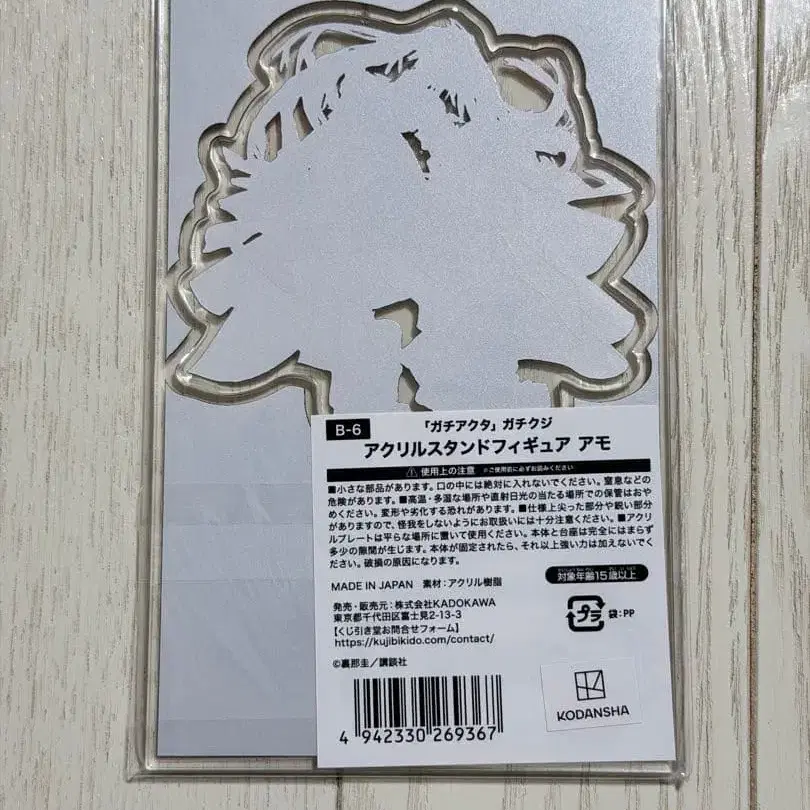 B-6
「ガチアクタ」ガチクジ
アクリルスタンドフィギュア アモ
使用上の注意 ※ご使用前に必ずお読みください
■小さな部品があります。口の中には絶対に入れないでください。窒息などの
危険があります。■高温・多湿な場所や直射日光の当たる場所での保管はおや
めください。変形や劣化する恐れがあります。■仕様上尖った部分や鋭い部分
がありますので、怪我をしないようにお取扱いには十分注意ください。■アクリ
ルプレートは平らな場所に置いて使用ください。本体と台座は完全にはまらず
多少の隙間が生じます。本体が固定されたら、それ以上強い力は加えないでくだ
さい。破損の原因になります。
MADE IN JAPAN 素材：アクリル樹脂
対象年齢15歳以上
発売・販売元：株式会社KADOKAWA
東京都千代田区富士見2-13-3
【くじ引き堂お問合せフォーム】
https://kujibikido.com/contact/
プラ
袋：PP
©裏那圭／講談社
4 942330 269367
KODANSHA